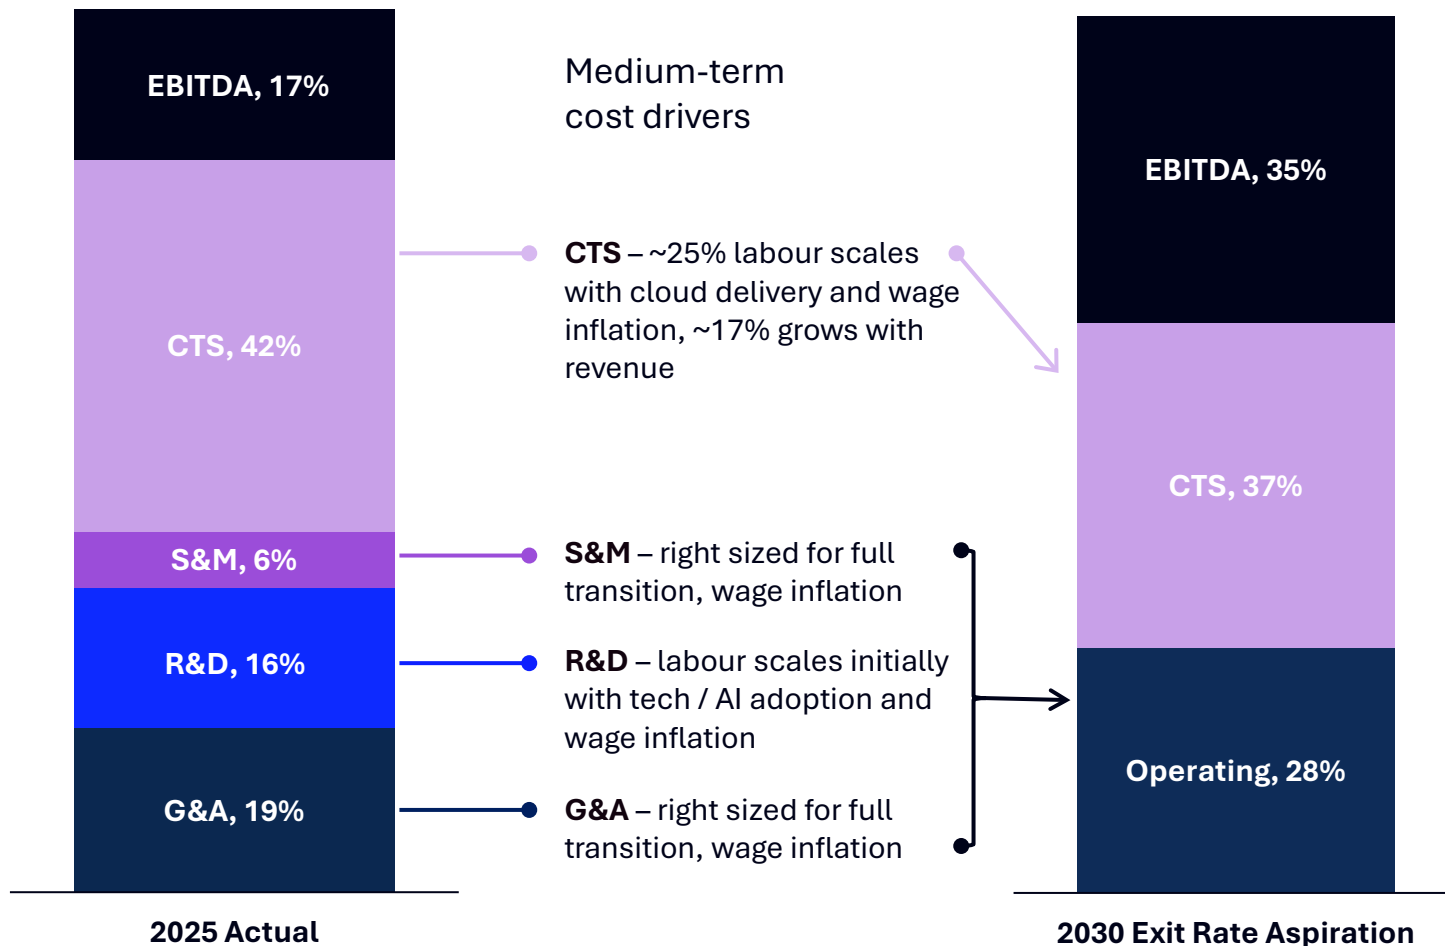 EBITDA, 17%
CTS, 42%
S&M, 6%
R&D, 16%
G&A, 19%
2025 Actual
Medium-term
cost drivers
CTS – ~25% labour scales
with cloud delivery and wage
inflation, ~17% grows with
revenue
S&M – right sized for full
transition, wage inflation
R&D – labour scales initially
with tech / AI adoption and
wage inflation
G&A – right sized for full
transition, wage inflation
EBITDA, 35%
CTS, 37%
Operating, 28%
2030 Exit Rate Aspiration